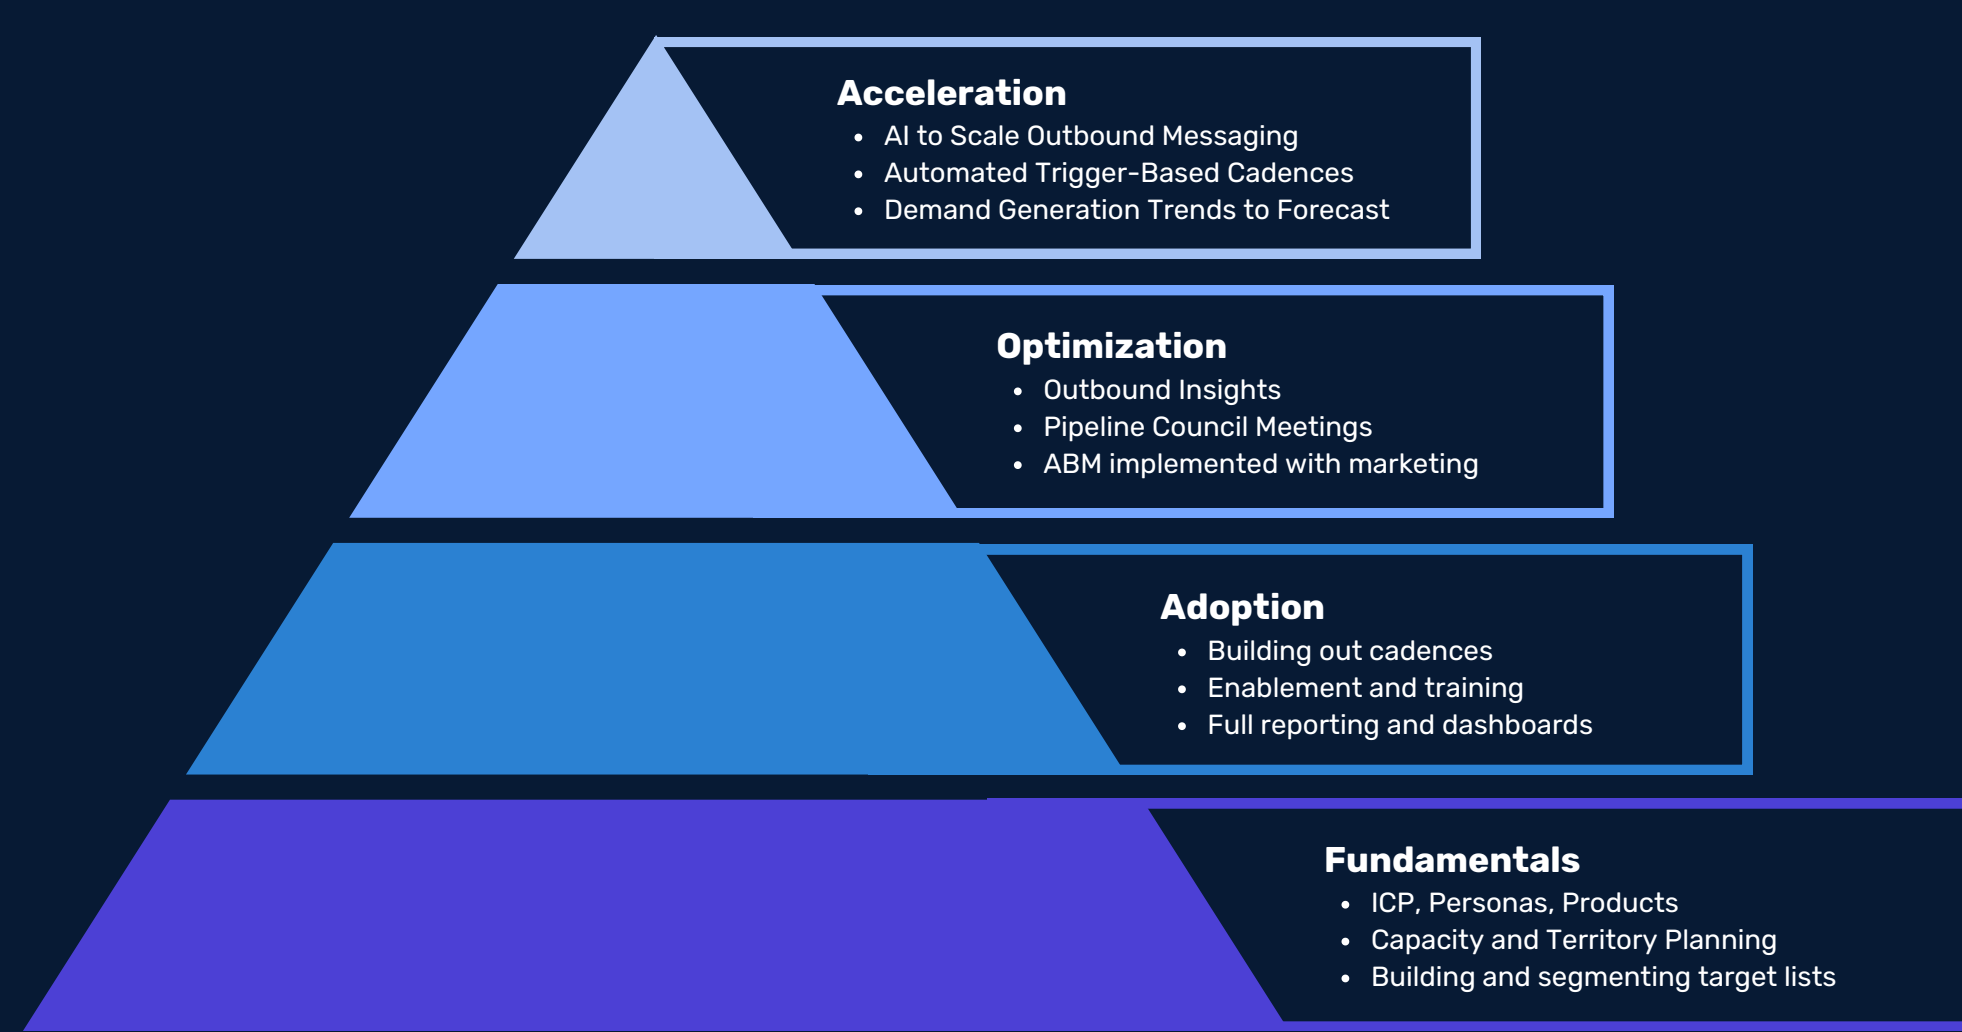 Acceleration
• AI to Scale Outbound Messaging
• Automated Trigger-Based Cadences
• Demand Generation Trends to Forecast
Optimization
• Outbound Insights
• Pipeline Council Meetings
• ABM implemented with marketing
Adoption
• Building out cadences
• Enablement and training
• Full reporting and dashboards
Fundamentals
• ICP, Personas, Products
• Capacity and Territory Planning
• Building and segmenting target lists